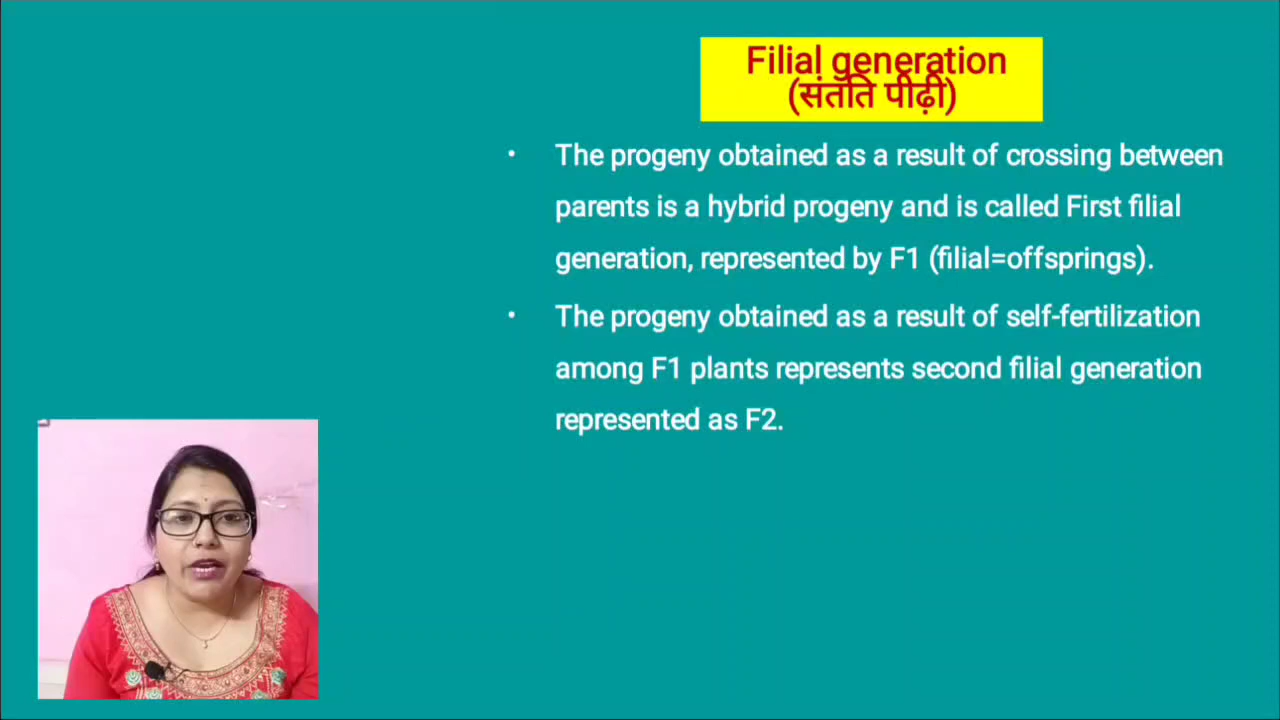 Filial generation
(संतति पीढ़ी)
• The progeny obtained as a result of crossing between
parents is a hybrid progeny and is called First filial
generation, represented by F1 (filial=offsprings).
• The progeny obtained as a result of self-fertilization
among F1 plants represents second filial generation
represented as F2.